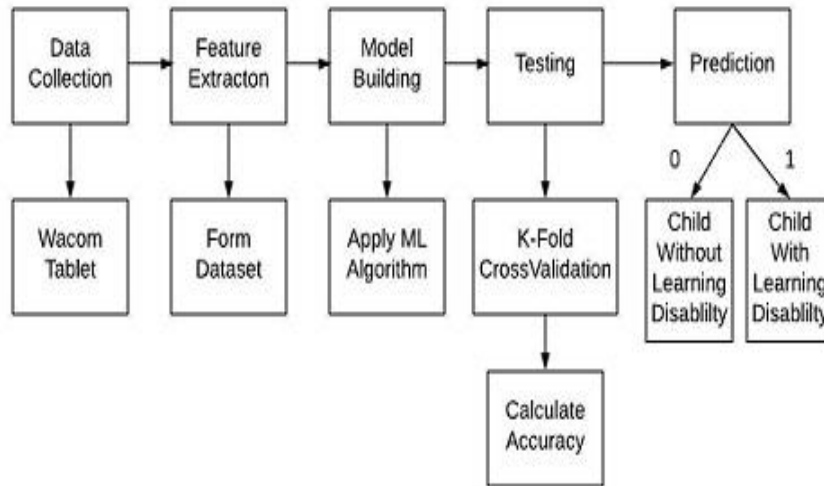 Data
Collection
Feature
Extracton
Model
Building
Testing
Prediction
0
1
Wacom
Tablet
Form
Dataset
Apply ML
Algorithm
K-Fold
CrossValidation
Child
Without
Learning
Disablilty
Child
With
Learning
Disablilty
Calculate
Accuracy